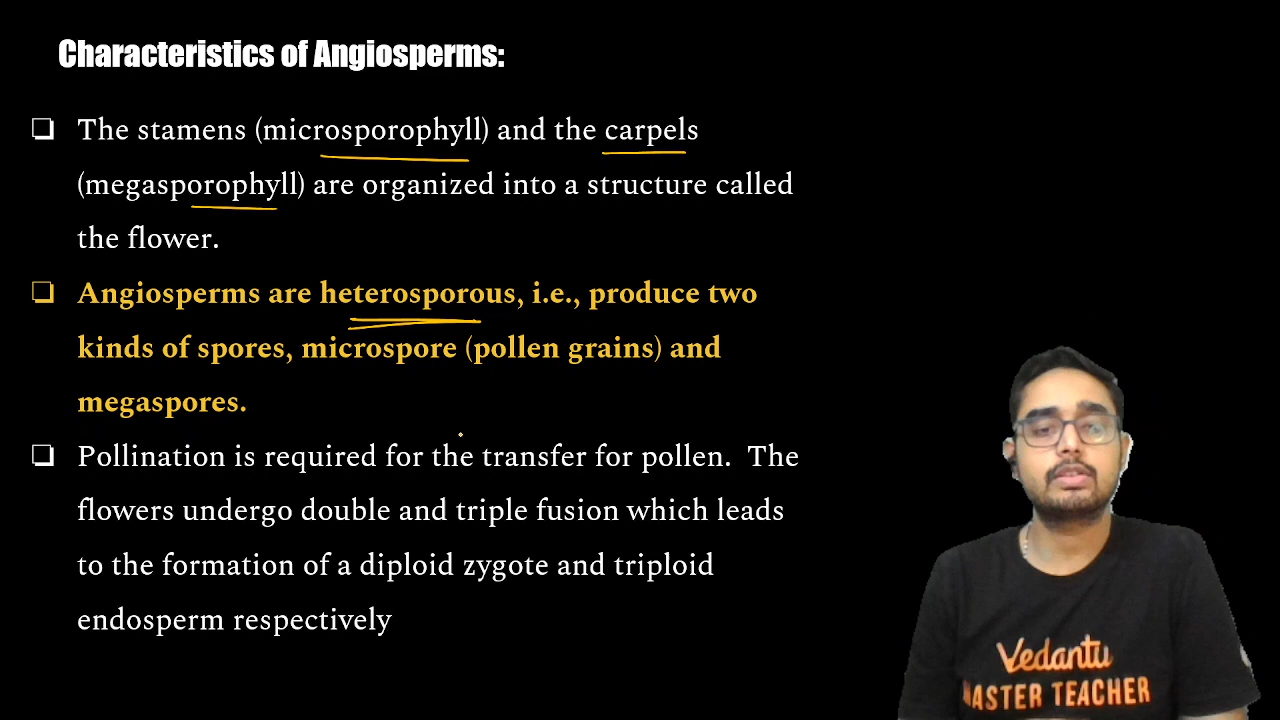 Characteristics of Angiosperms:
❏ The stamens (microsporophyll) and the carpels
(megasporophyll) are organized into a structure called
the flower.
❏ Angiosperms are heterosporous, i.e., produce two
kinds of spores, microspore (pollen grains) and
megaspores.
❏ Pollination is required for the transfer for pollen. The
flowers undergo double and triple fusion which leads
to the formation of a diploid zygote and triploid
endosperm respectively
Vedantu
MASTER TEACHER